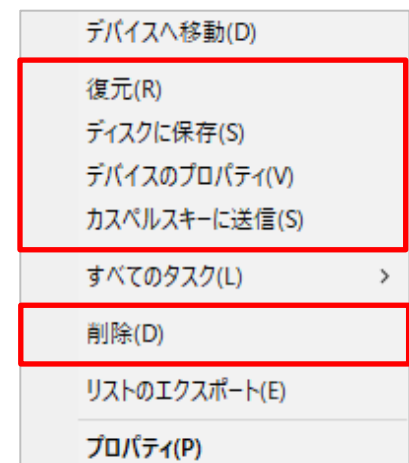 デバイスへ移動(D)
復元(R)
ディスクに保存(S)
デバイスのプロパティ(V)
カスペルスキーに送信(S)
すべてのタスク(L)
削除(D)
リストのエクスポート(E)
プロパティ(P)